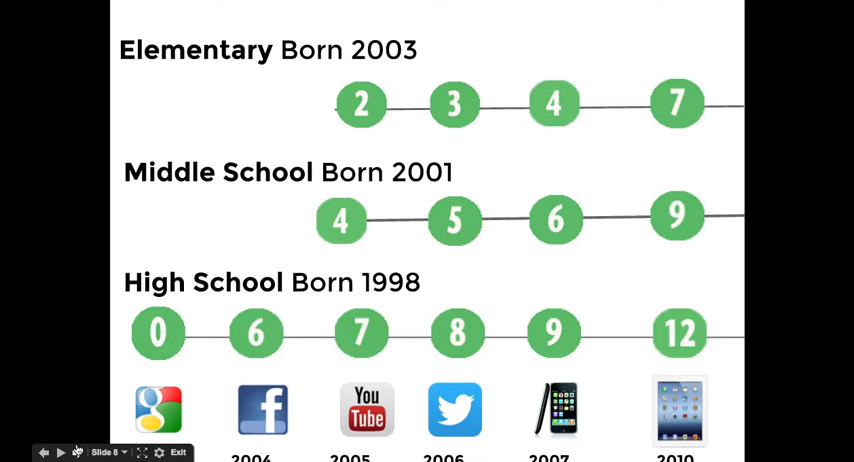 Elementary Born 2003
2 3 4 7
Middle School Born 2001
4 5 6 9
High School Born 1998
0 6 7 8 9 12
g f You Tube
Slide 8 Exit
2004 2005 2006 2007 2010